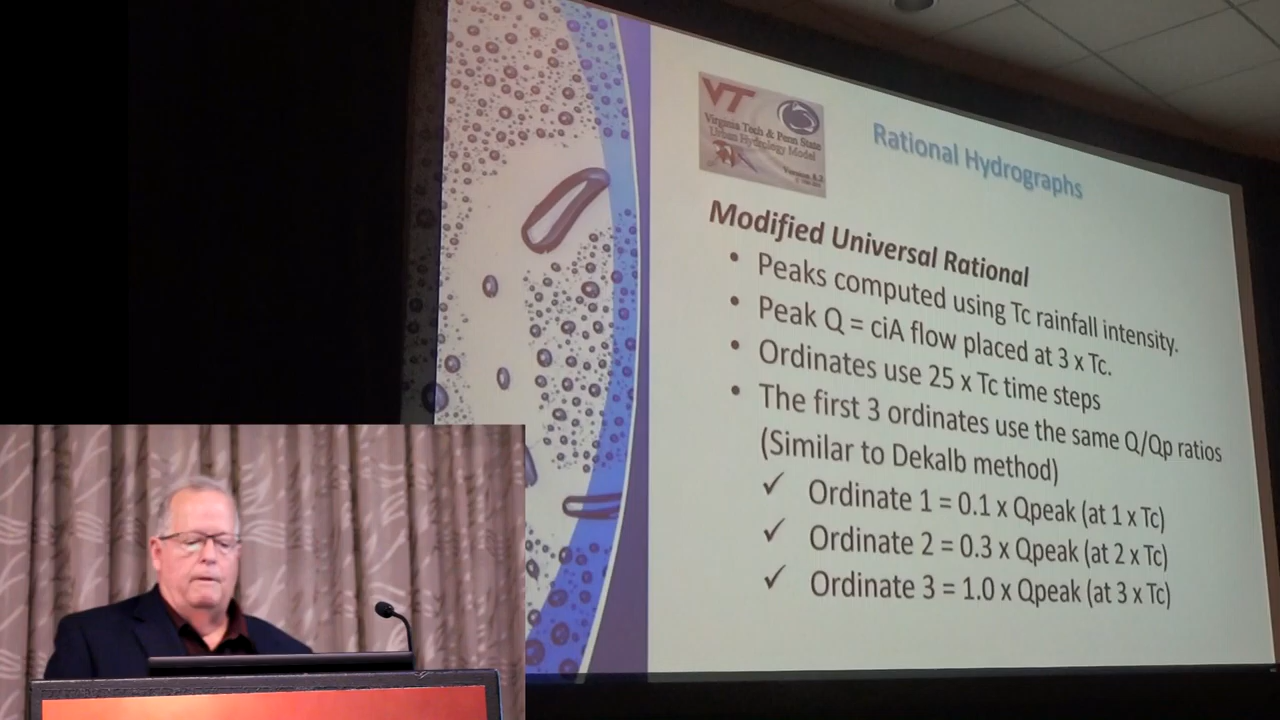 VT
Virginia Tech & Penn State
Urban Hydrology Model
Rational Hydrographs
Modified Universal Rational
• Peaks computed using Tc rainfall intensity.
• Peak Q = ciA flow placed at 3 x Tc.
• Ordinates use 25 x Tc time steps
• The first 3 ordinates use the same Q/Qp ratios
(Similar to Dekalb method)
✓ Ordinate 1 = 0.1 x Qpeak (at 1 x Tc)
✓ Ordinate 2 = 0.3 x Qpeak (at 2 x Tc)
✓ Ordinate 3 = 1.0 x Qpeak (at 3 x Tc)